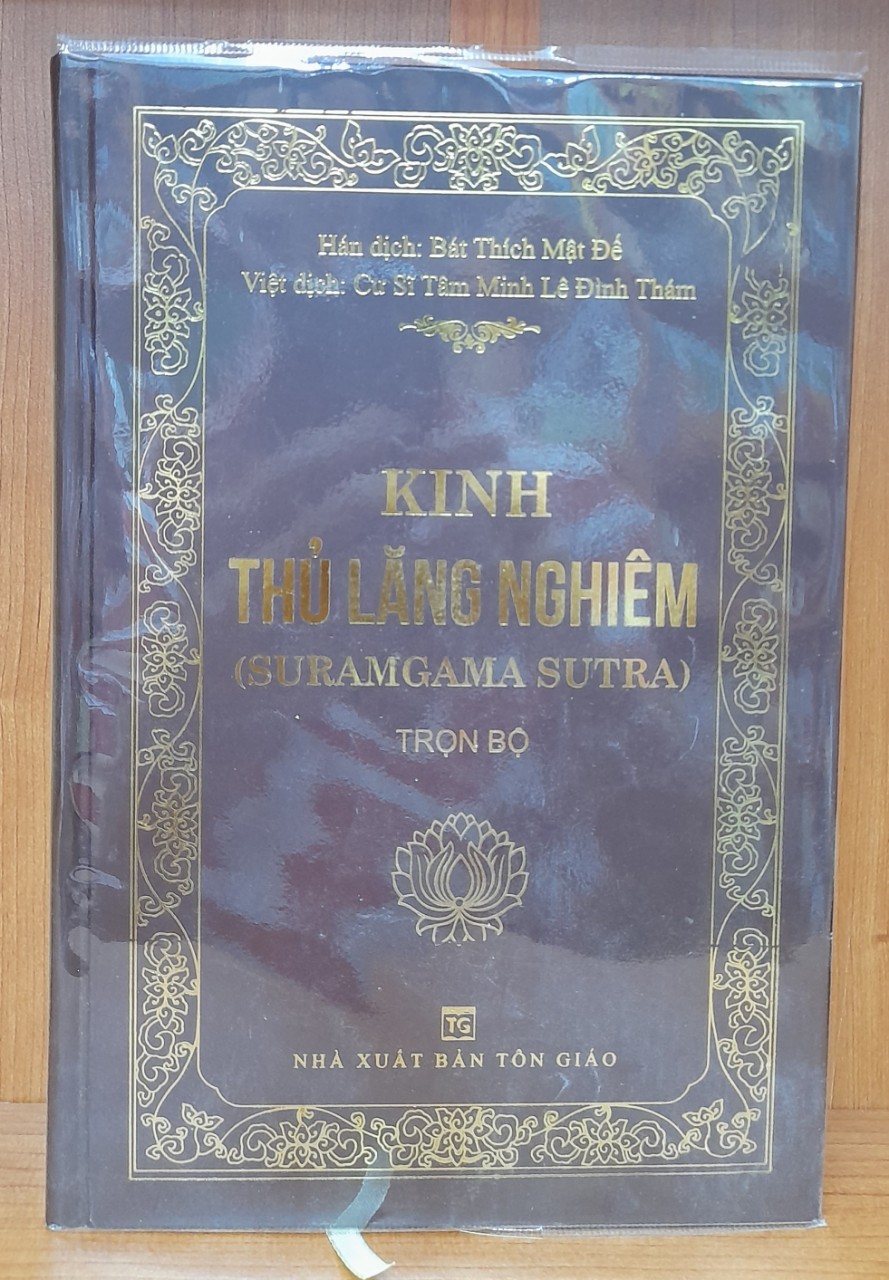 Hán dịch: Bát Thích Mật Đế
Việt dịch: Cư Sĩ Tâm Minh Lê Đình Thám
KINH
THỦ LĂNG NGHIÊM
(SURAMGAMA SUTRA)
TRỌN BỘ
TG
NHÀ XUẤT BẢN TÔN GIÁO